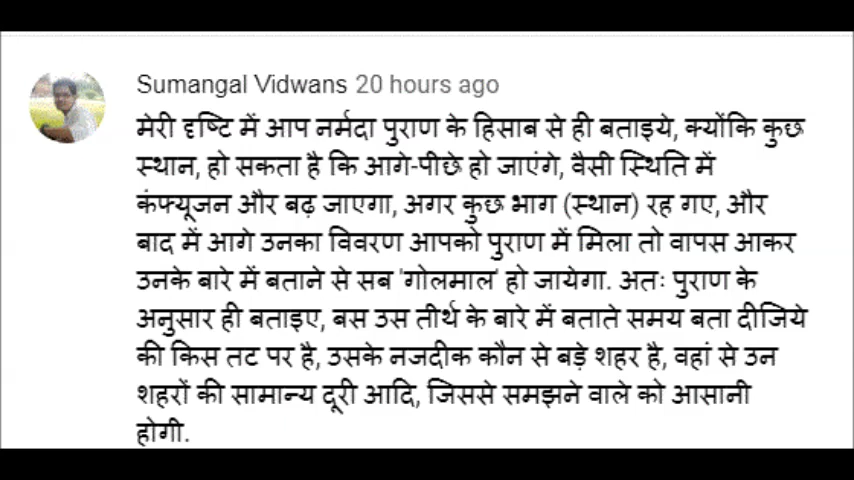 Sumangal Vidwans 20 hours ago
मेरी दृष्टि में आप नर्मदा पुराण के हिसाब से ही बताइये, क्योंकि कुछ
स्थान, हो सकता है कि आगे-पीछे हो जाएंगे, वैसी स्थिति में
कंफ्यूजन और बढ़ जाएगा, अगर कुछ भाग (स्थान) रह गए, और
बाद में आगे उनका विवरण आपको पुराण में मिला तो वापस आकर
उनके बारे में बताने से सब 'गोलमाल' हो जायेगा. अतः पुराण के
अनुसार ही बताइए, बस उस तीर्थ के बारे में बताते समय बता दीजिये
की किस तट पर है, उसके नजदीक कौन से बड़े शहर है, वहां से उन
शहरों की सामान्य दूरी आदि, जिससे समझने वाले को आसानी
होगी.